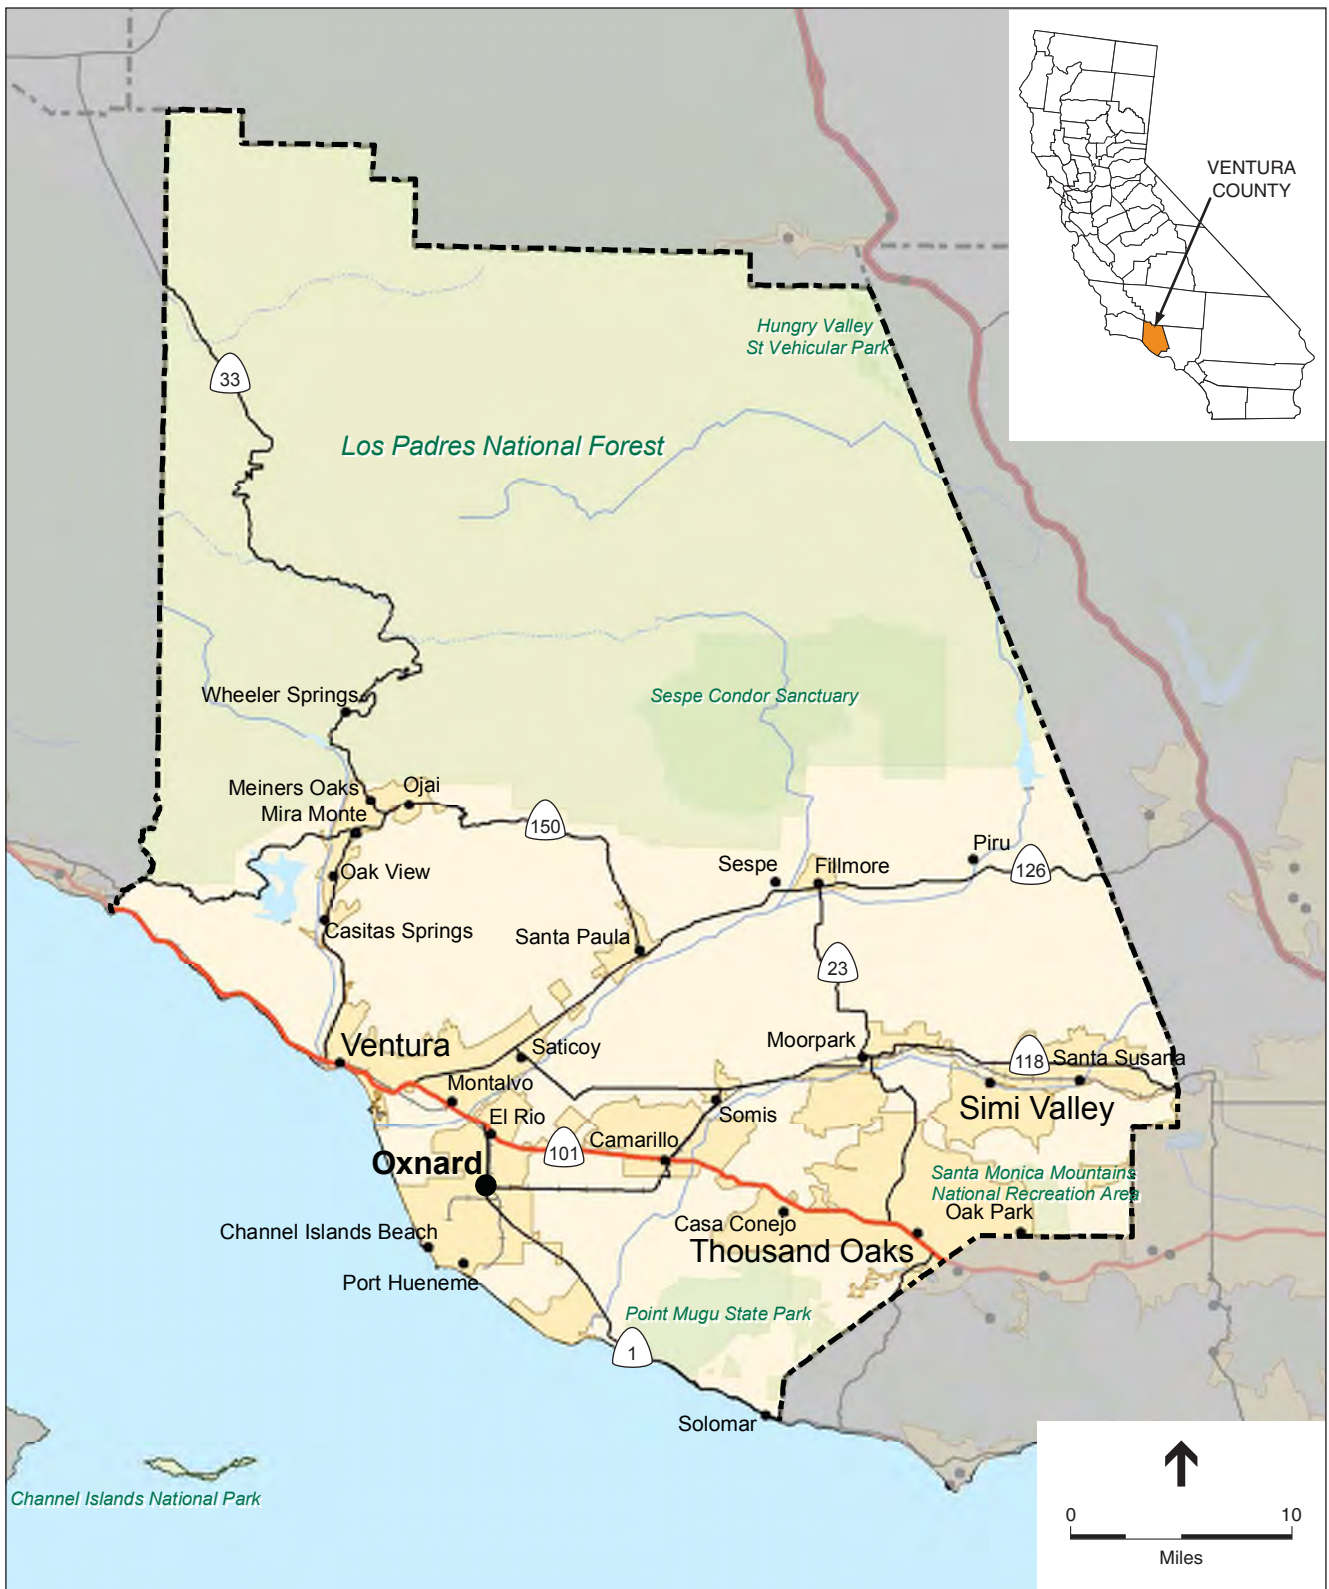 VENTURA
COUNTY
Hungry Valley
St Vehicular Park
33
Los Padres National Forest
Wheeler Springs
Sespe Condor Sanctuary
Meiners Oaks
Ojai
Mira Monte
150
Piru
Sespe
Fillmore
126
Oak View
Casitas Springs
Santa Paula
23
Ventura
Saticoy
Moorpark
118
Santa Susana
Montalvo
Simi Valley
El Rio
Somis
Camarillo
101
Oxnard
Santa Monica Mountains
National Recreation Area
Oak Park
Casa Conejo
Channel Islands Beach
Thousand Oaks
Port Hueneme
Point Mugu State Park
1
Solomar
Channel Islands National Park
0 10
Miles